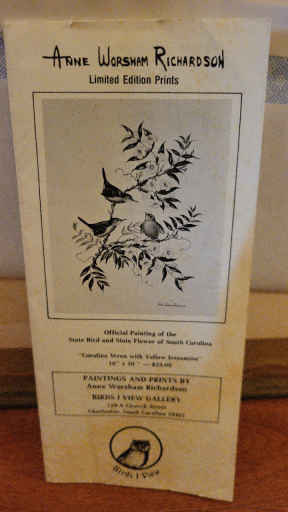 ANNE WORSHAM RICHARDSON
Limited Edition Prints
Official Painting of the
State Bird and State Flower of South Carolina
"Carolina Wren with Yellow Jessamine"
PAINTINGS AND PRINTS BY
Anne Worsham Richardson
BIRDS I VIEW GALLERY
Church Street
Charleston, South Carolina
Birds I View